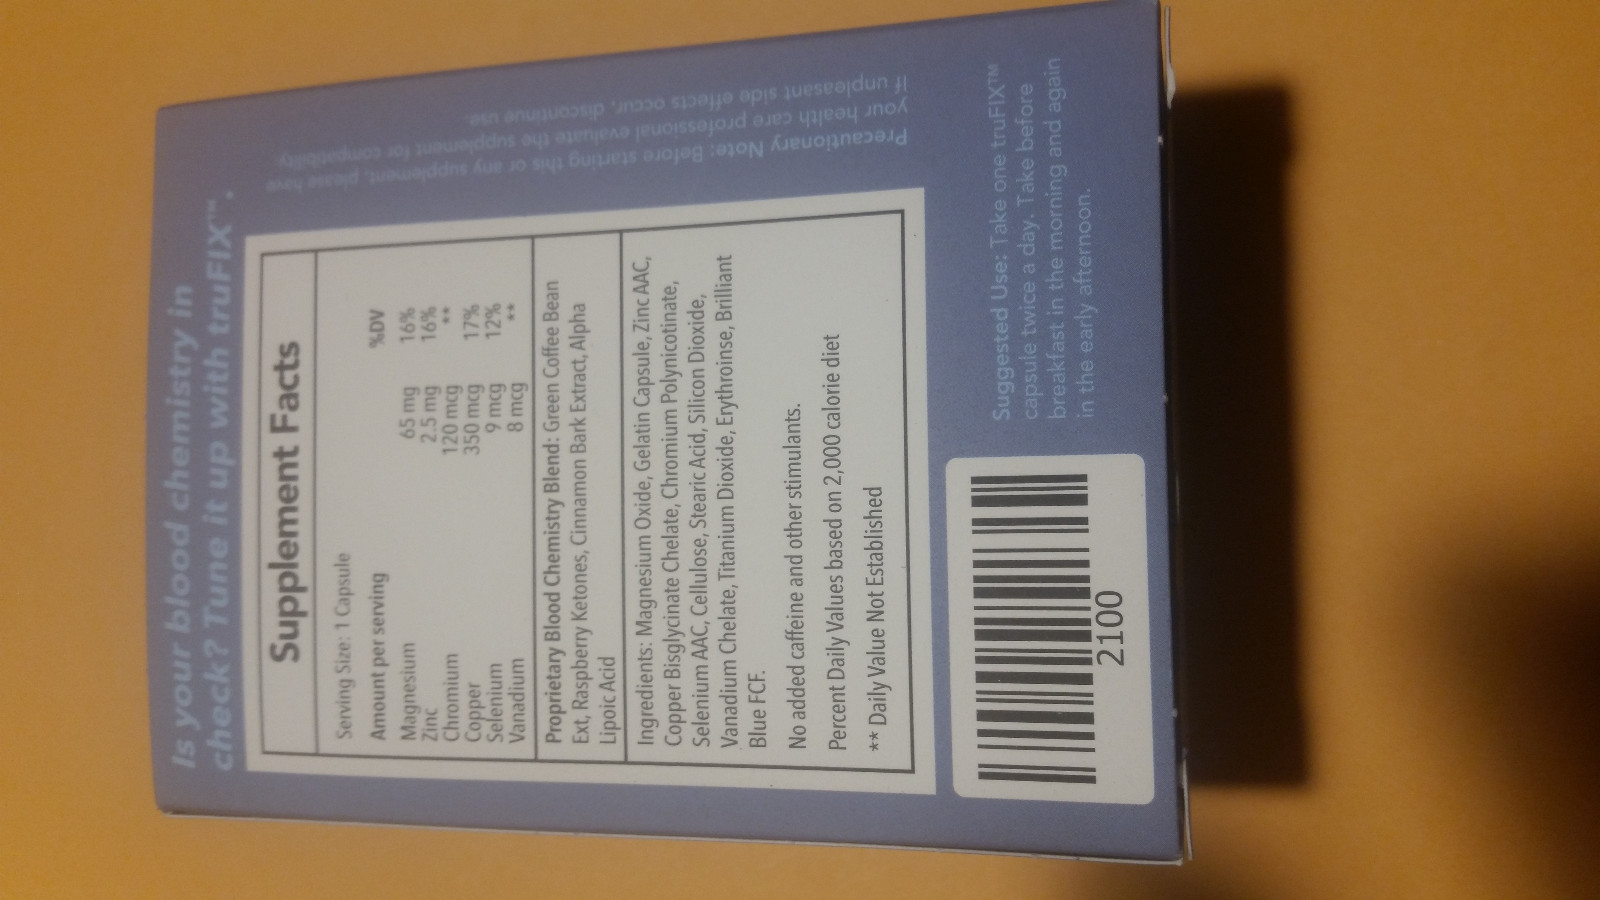 Is your blood chemistry in
check? Tune it up with truFIX™.
Supplement Facts
Serving Size: 1 Capsule
Amount per serving %DV
Magnesium 65 mg 16%
Zinc 2.5 mg 16%
Chromium 120 mcg **
Copper 350 mcg 17%
Selenium 9 mcg 12%
Vanadium 8 mcg **
Proprietary Blood Chemistry Blend: Green Coffee Bean
Ext, Raspberry Ketones, Cinnamon Bark Extract, Alpha
Lipoic Acid
Ingredients: Magnesium Oxide, Gelatin Capsule, Zinc AAC,
Copper Bisglycinate Chelate, Chromium Polynicotinate,
Selenium AAC, Cellulose, Stearic Acid, Silicon Dioxide,
Vanadium Chelate, Titanium Dioxide, Erythroinse, Brilliant
Blue FCF.
No added caffeine and other stimulants.
Percent Daily Values based on 2,000 calorie diet
** Daily Value Not Established
Precautionary Note: Before starting this or any supplement, please have
your health care professional evaluate the supplement for compatibility.
If unpleasant side effects occur, discontinue use.
Suggested Use: Take one truFIX™
capsule twice a day. Take before
breakfast in the morning and again
in the early afternoon.
2100